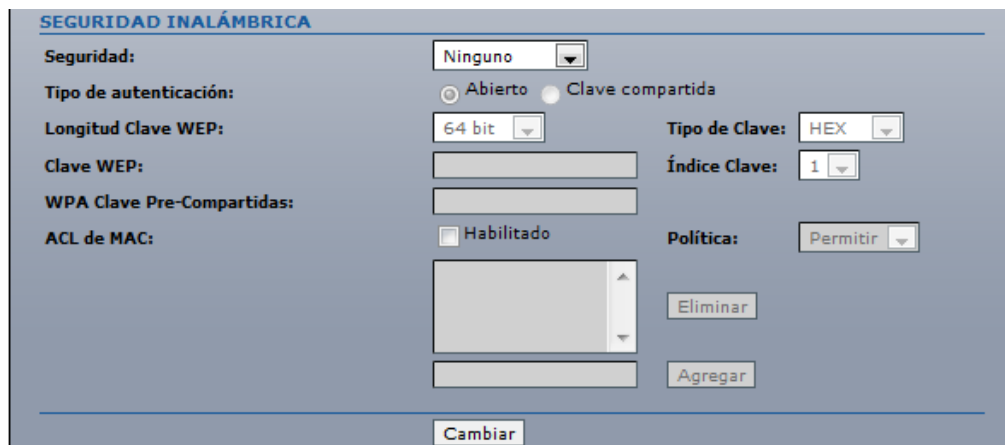 SEGURIDAD INALÁMBRICA
Seguridad: Ninguno
Tipo de autenticación: Abierto Clave compartida
Longitud Clave WEP: 64 bit Tipo de Clave: HEX
Clave WEP: Índice Clave: 1
WPA Clave Pre-Compartidas:
ACL de MAC: Habilitado Política: Permitir
Eliminar
Agregar
Cambiar